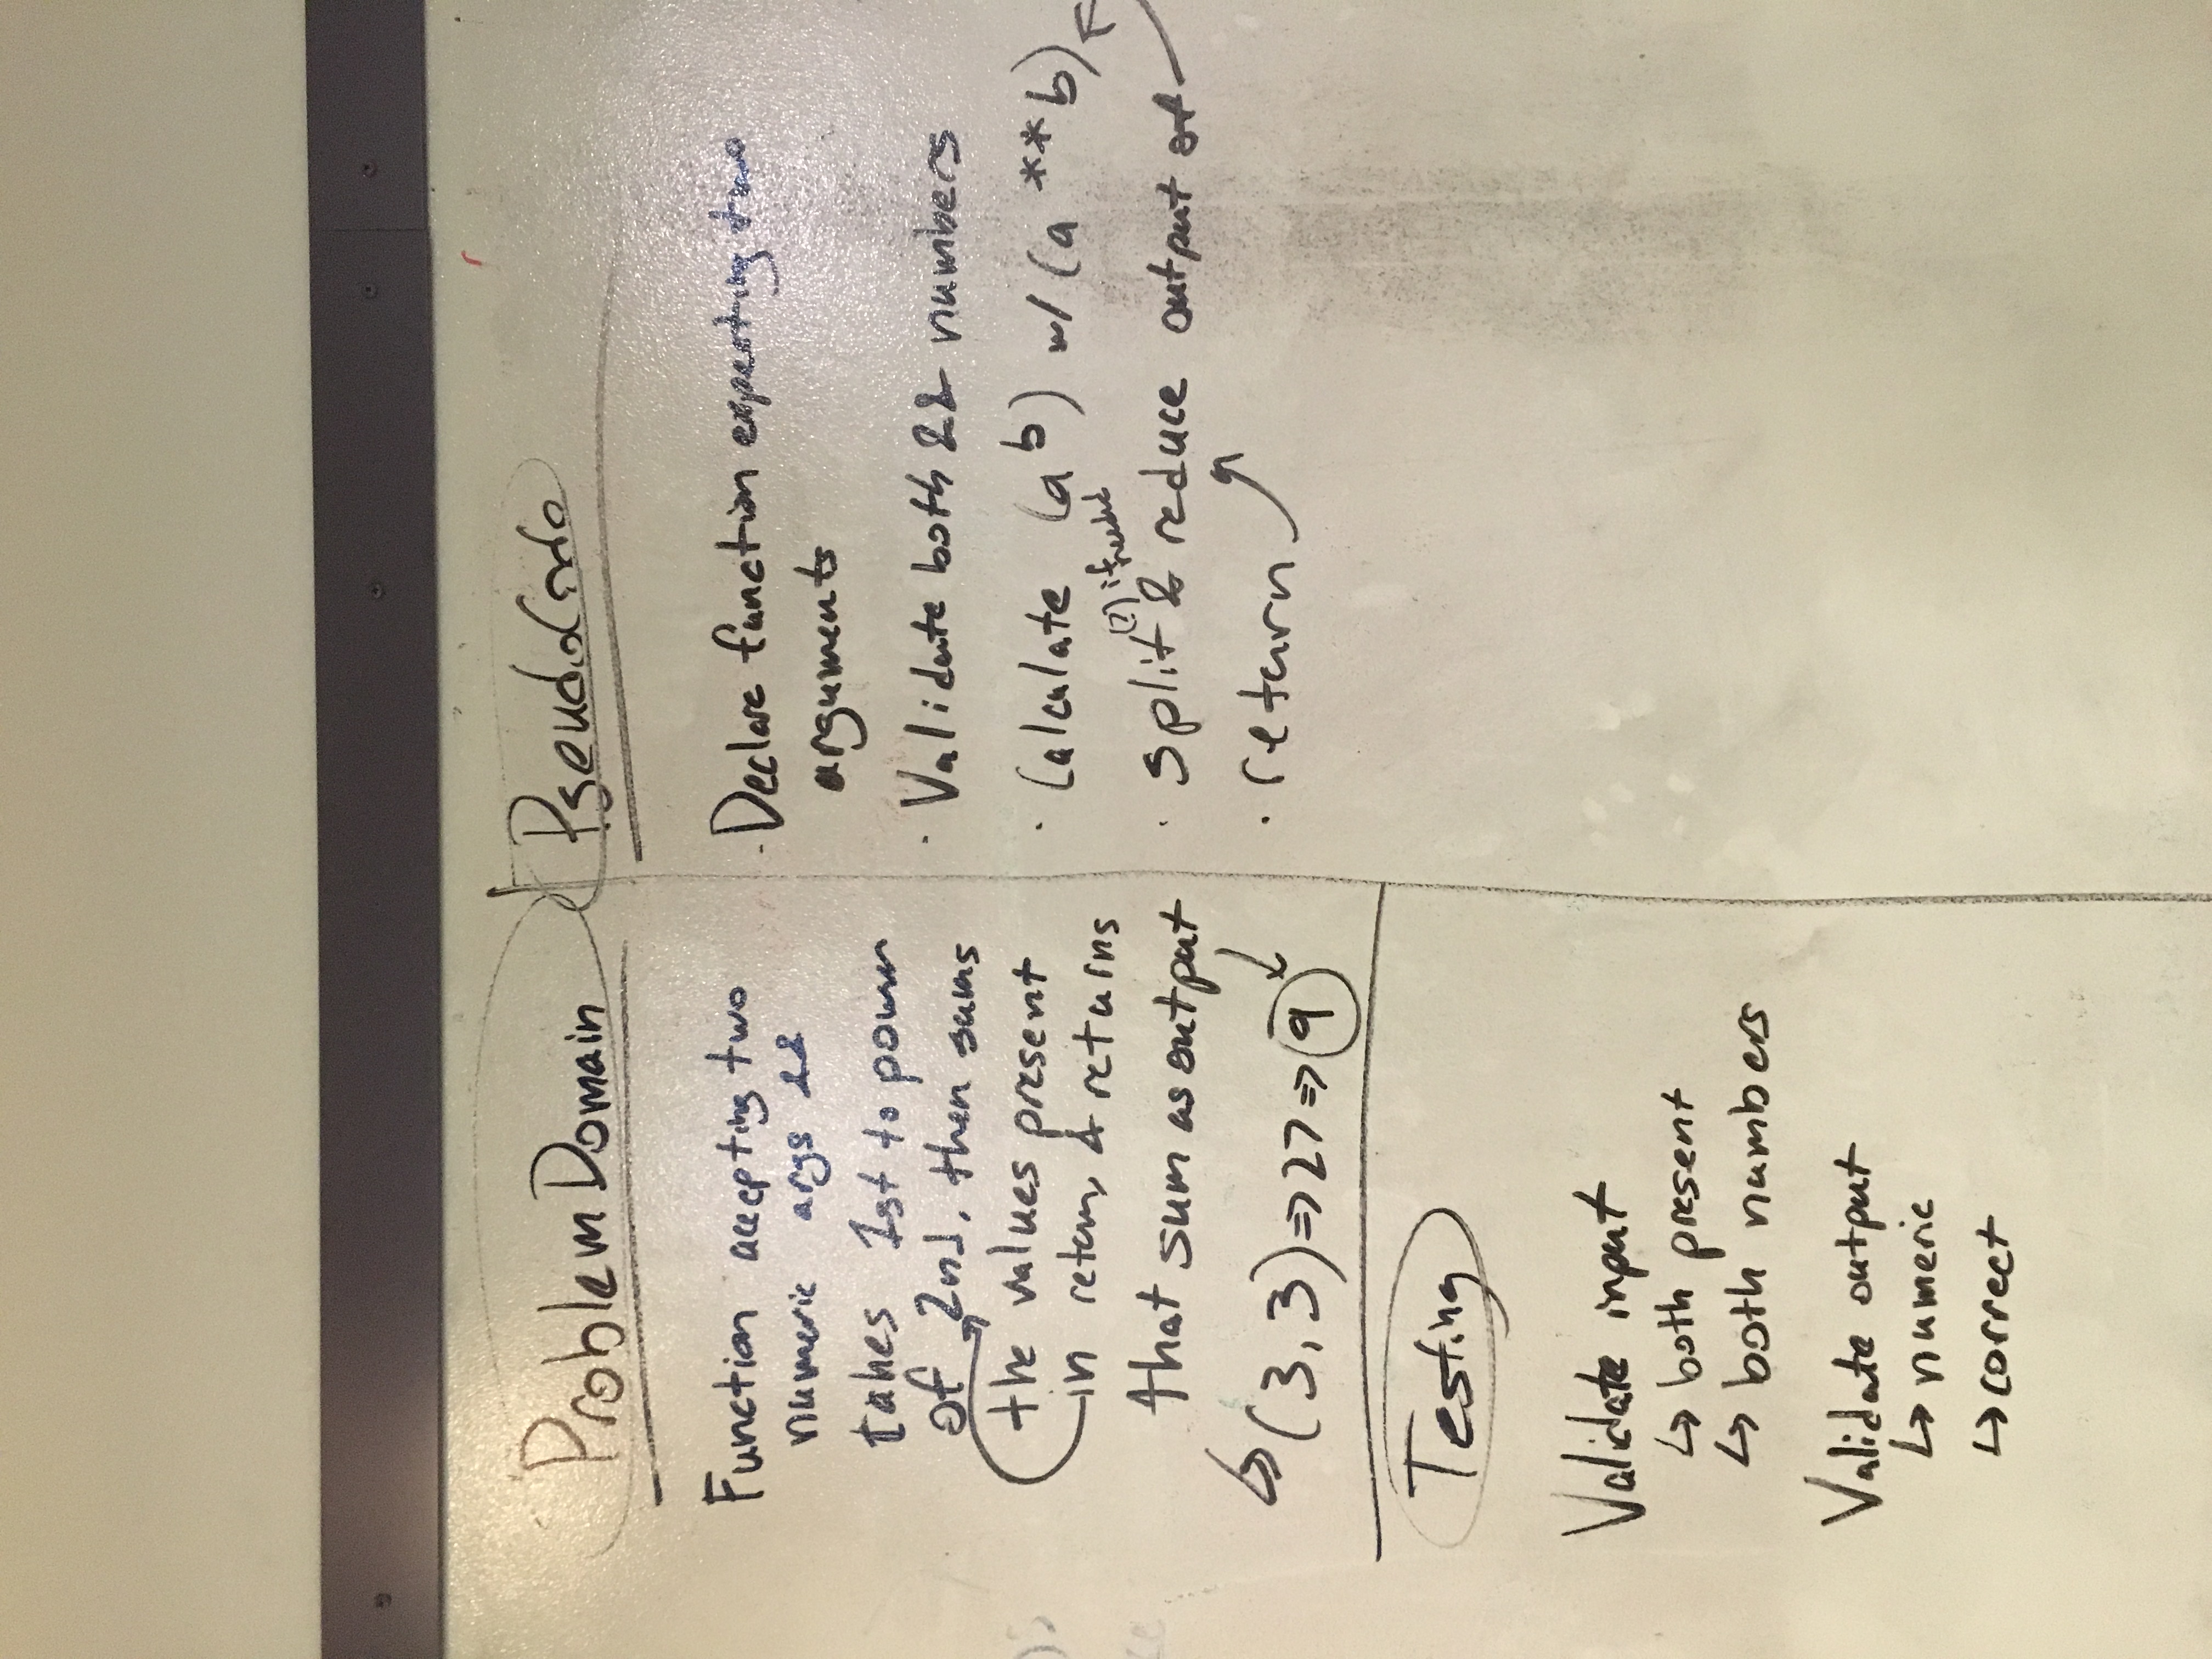 Problem Domain
Function accepting two
numeric args &&
takes 1st to power
of 2nd, then sums
the values present
in return, & returns
that sum as output
(3, 3) => 27 => 9
Testing
Validate input
↳ both present
↳ both numbers
Validate output
↳ numeric
↳ correct
PseudoCode
· Declare function expecting two
arguments
· Validate both && numbers
· Calculate (a^b) w/ (a ** b)
(?) if needed
· split & reduce output of
· return